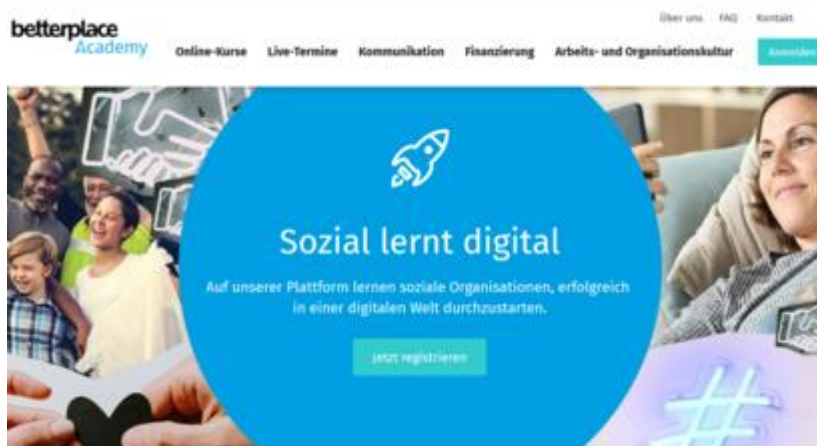 Über uns FAQ Kontakt
betterplace
Academy
Online-Kurse Live-Termine Kommunikation Finanzierung Arbeits- und Organisationskultur Anmelden
Sozial lernt digital
Auf unserer Plattform lernen soziale Organisationen, erfolgreich
in einer digitalen Welt durchzustarten.
Jetzt registrieren
#